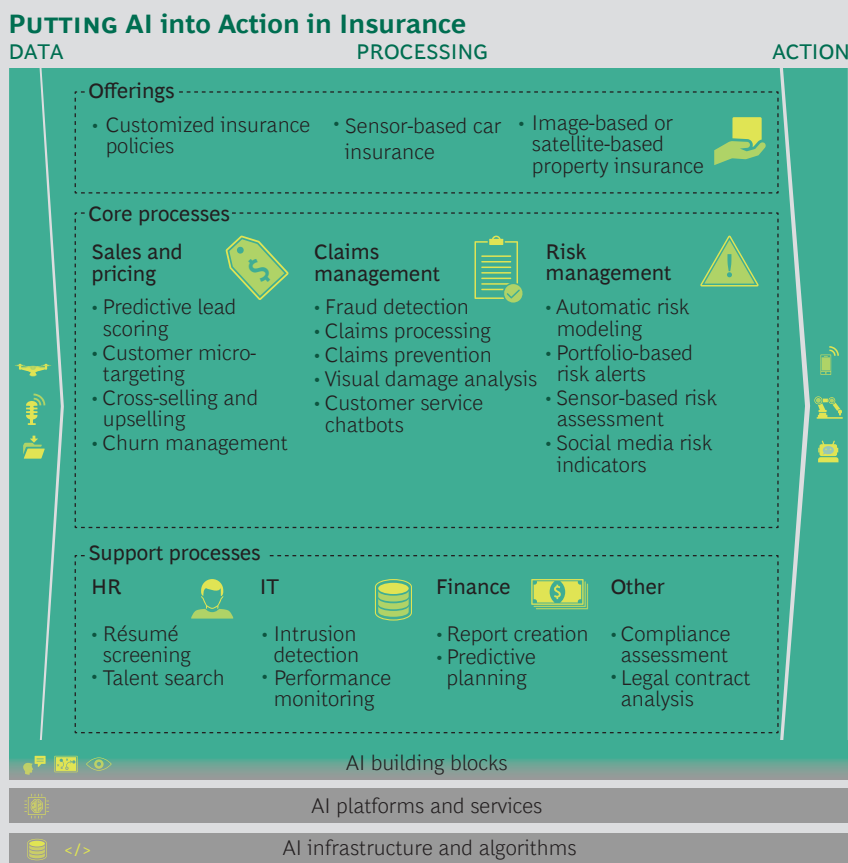 PUTTING AI into Action in Insurance
DATA PROCESSING ACTION
Offerings
• Customized insurance
policies
• Sensor-based car
insurance
• Image-based or
satellite-based
property insurance
Core processes
Sales and
pricing
• Predictive lead
scoring
• Customer micro-
targeting
• Cross-selling and
upselling
• Churn management
Claims
management
• Fraud detection
• Claims processing
• Claims prevention
• Visual damage analysis
• Customer service
chatbots
Risk
management
• Automatic risk
modeling
• Portfolio-based
risk alerts
• Sensor-based risk
assessment
• Social media risk
indicators
Support processes
HR
• Résumé
screening
• Talent search
IT
• Intrusion
detection
• Performance
monitoring
Finance
• Report creation
• Predictive
planning
Other
• Compliance
assessment
• Legal contract
analysis
AI building blocks
AI platforms and services
</> AI infrastructure and algorithms